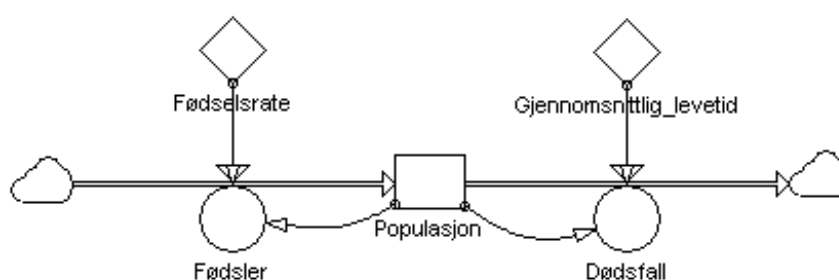 Fødselsrate
Gjennomsnittlig_levetid
Populasjon
Fødsler
Dødsfall